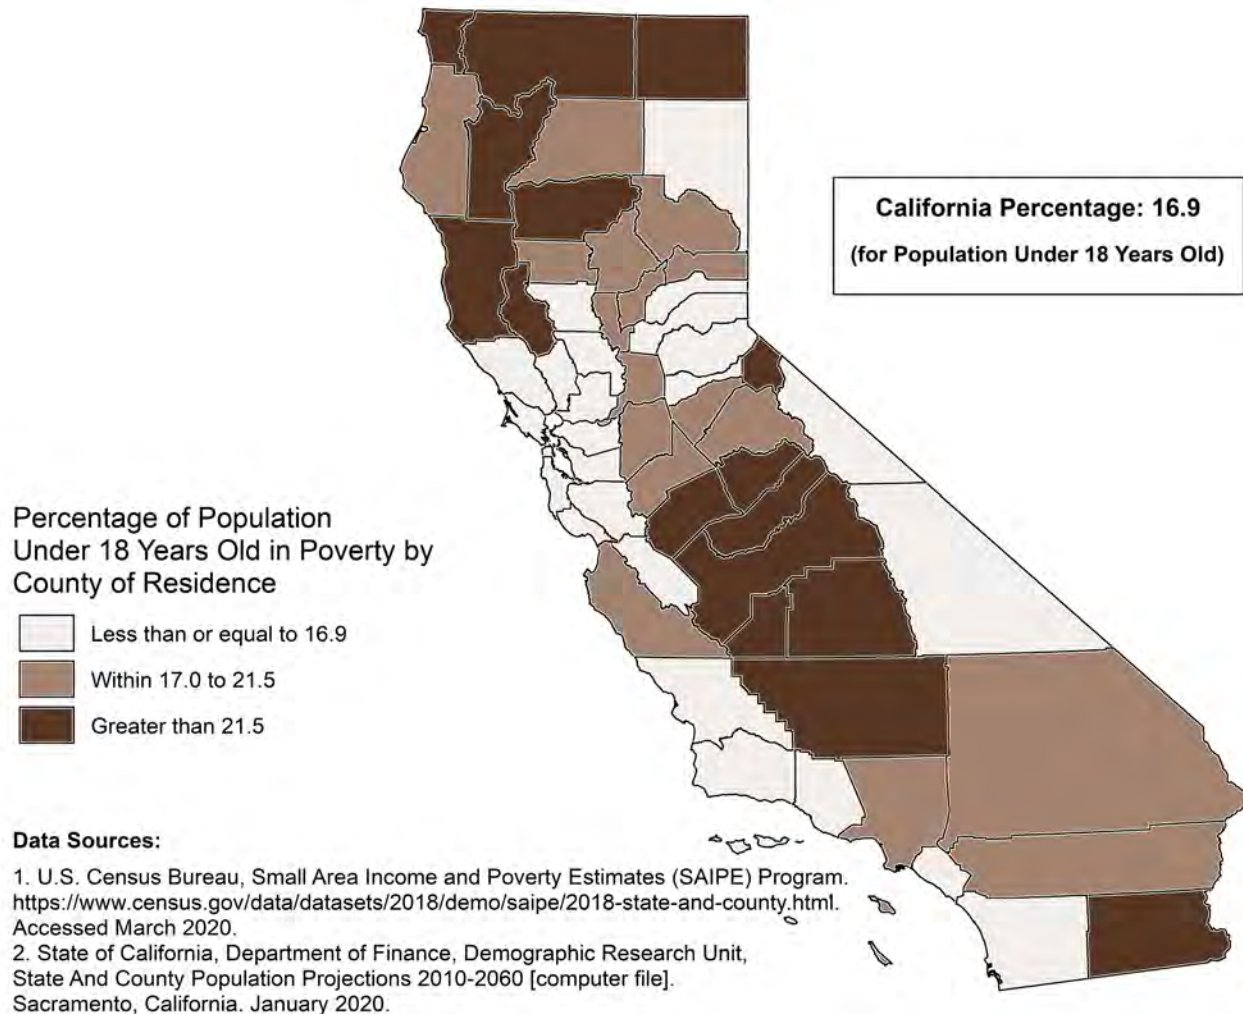 California Percentage: 16.9
(for Population Under 18 Years Old)
Percentage of Population
Under 18 Years Old in Poverty by
County of Residence
Less than or equal to 16.9
Within 17.0 to 21.5
Greater than 21.5
Data Sources:
1. U.S. Census Bureau, Small Area Income and Poverty Estimates (SAIPE) Program.
https://www.census.gov/data/datasets/2018/demo/saipe/2018-state-and-county.html.
Accessed March 2020.
2. State of California, Department of Finance, Demographic Research Unit,
State And County Population Projections 2010-2060 [computer file].
Sacramento, California. January 2020.